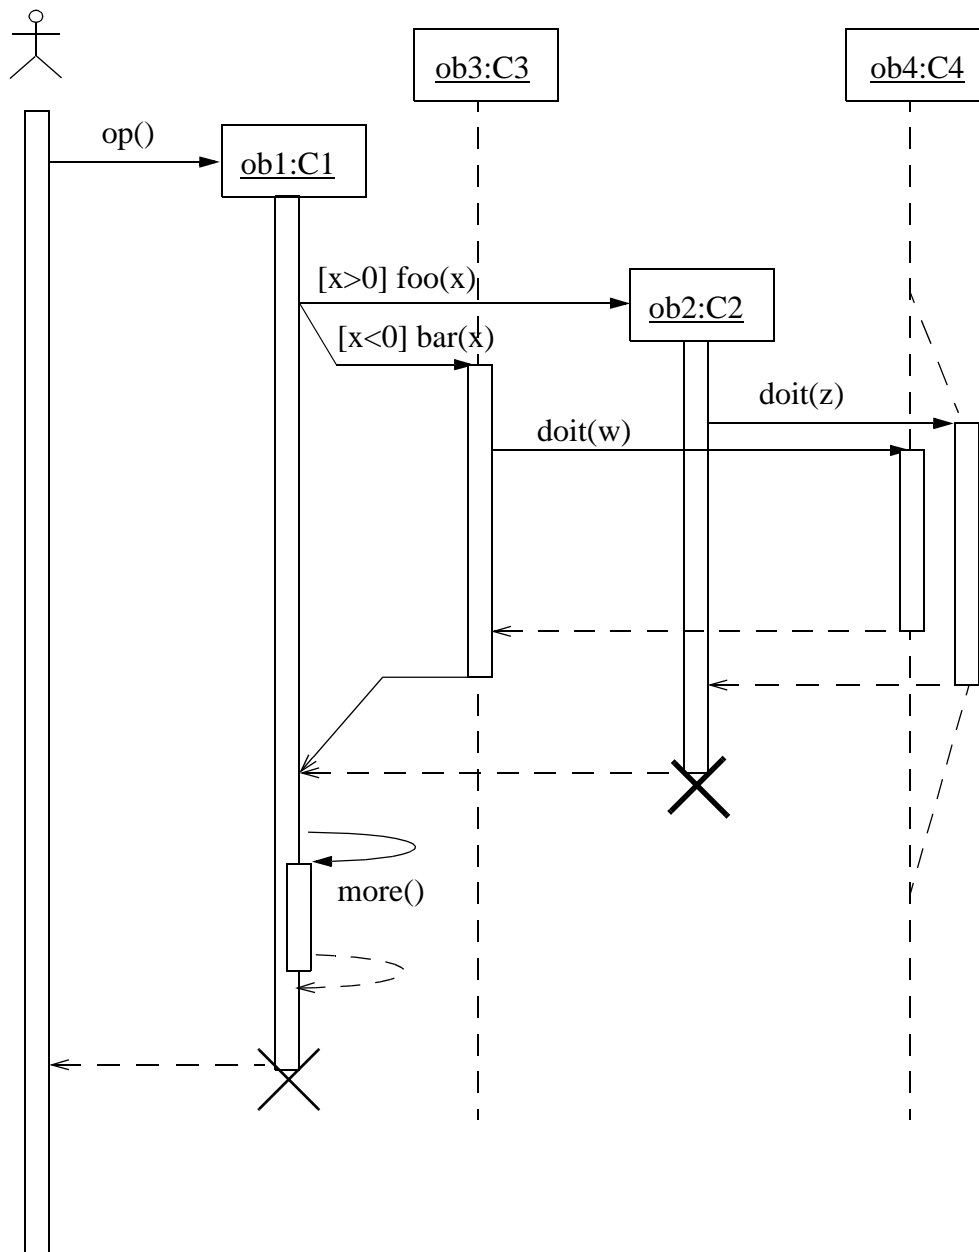 ob3:C3
ob4:C4
op()
ob1:C1
[x>0] foo(x)
ob2:C2
[x<0] bar(x)
doit(z)
doit(w)
more()